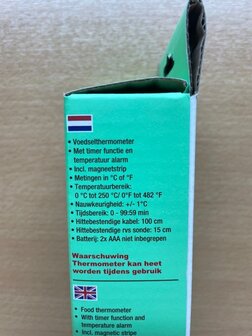 • Voedselthermometer
• Met timer functie en
temperatuur alarm
• Incl. magneetstrip
• Metingen in °C of °F
• Temperatuurbereik:
0 °C tot 250 °C/ 0°F tot 482 °F
• Nauwkeurigheid: +/- 1°C
• Tijdsbereik: 0 - 99:59 min
• Hittebestendige kabel: 100 cm
• Hittebestendige rvs sonde: 15 cm
• Batterij: 2x AAA niet inbegrepen
Waarschuwing
Thermometer kan heet
worden tijdens gebruik
• Food thermometer
• With timer function and
temperature alarm
• Incl. magnetic strip